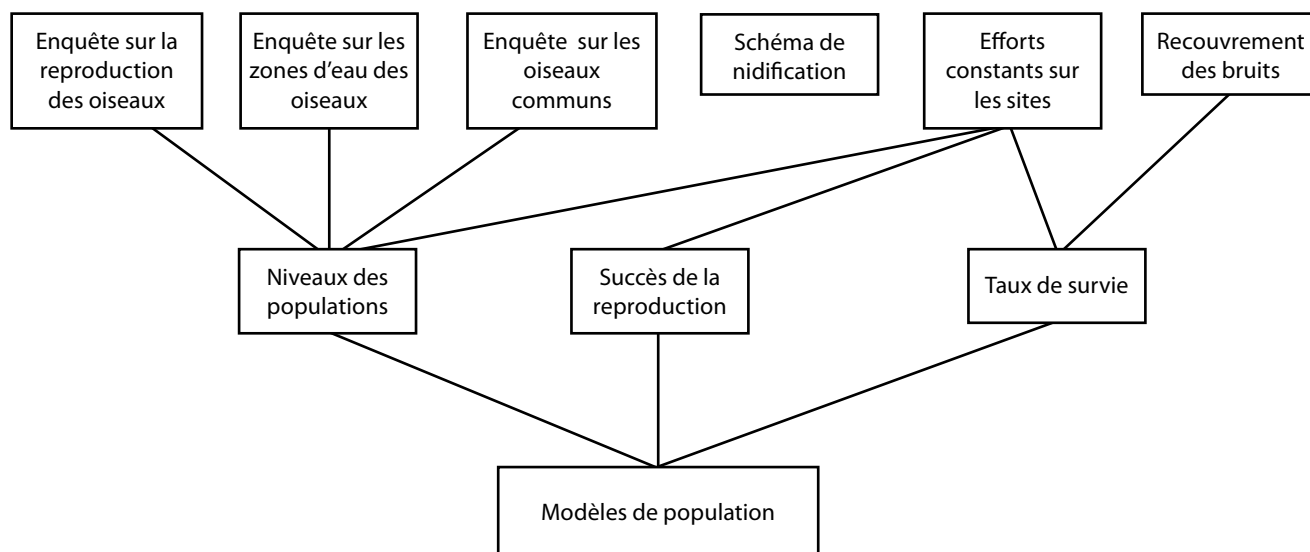 Enquête sur la
reproduction
des oiseaux
Enquête sur les
zones d'eau des
oiseaux
Enquête sur les
oiseaux
communs
Schéma de
nidification
Efforts
constants sur
les sites
Recouvrement
des bruits
Niveaux des
populations
Succès de la
reproduction
Taux de survie
Modèles de population